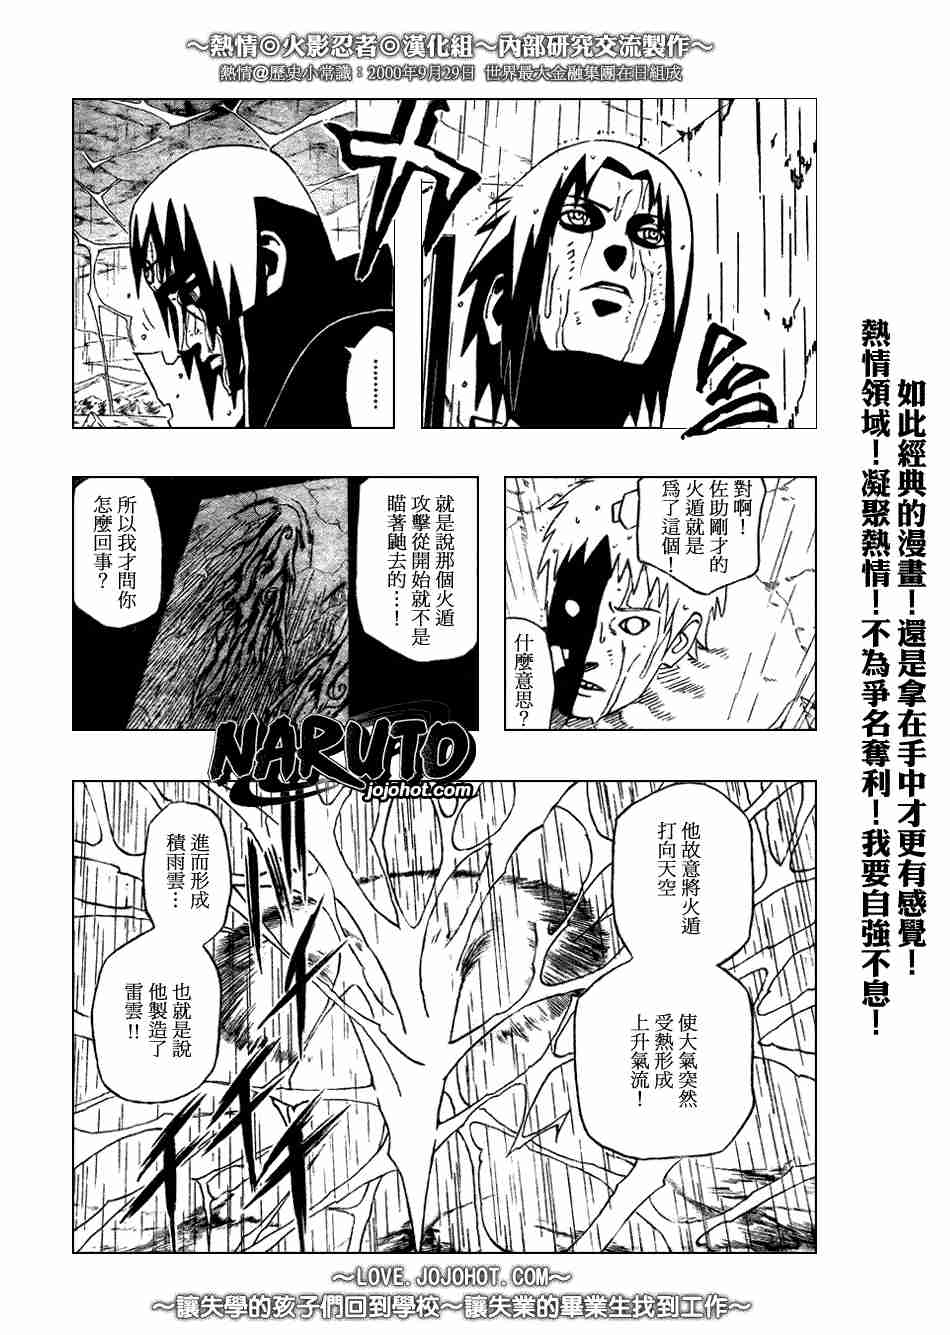 ～熱情◎火影忍者◎漢化組～內部研究交流製作～
熱情@歷史小常識：2000年9月29日 世界最大金融集團在日組成
………
對啊！
佐助剛才的
火遁就是
爲了這個！
什麼意思？
就是說那個火遁
攻擊從開始就不是
瞄著鼬去的…！
所以我才問你
怎麼回事？
NARUTO
jojohot.com
他故意將火遁
打向天空
使大氣突然
受熱形成
上升氣流！
進而形成
積雨雲…
也就是說
他製造了
雷雲!!
如此經典的漫畫！還是拿在手中才更有感覺！
熱情領域！凝聚熱情！不為爭名奪利！我要自強不息！
～LOVE.JOJOHOT.COM～
～讓失學的孩子們回到學校～讓失業的畢業生找到工作～